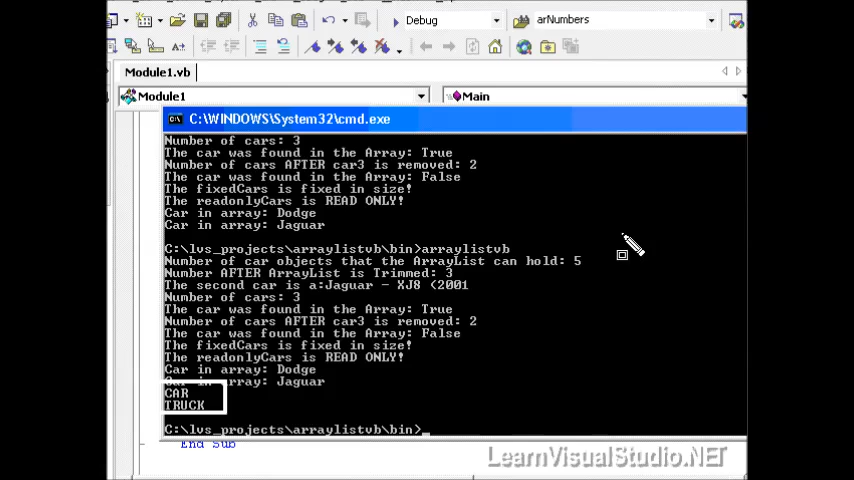 Debug
arNumbers
Module1.vb
Module1
Main
C:\WINDOWS\System32\cmd.exe
Number of cars: 3
The car was found in the Array: True
Number of cars AFTER car3 is removed: 2
The car was found in the Array: False
The fixedCars is fixed in size!
The readonlyCars is READ ONLY!
Car in array: Dodge
Car in array: Jaguar
C:\lvs_projects\arraylistvb\bin>arraylistvb
Number of car objects that the ArrayList can hold: 5
Number AFTER ArrayList is Trimmed: 3
The second car is a:Jaguar - XJ8 (2001
Number of cars: 3
The car was found in the Array: True
Number of cars AFTER car3 is removed: 2
The car was found in the Array: False
The fixedCars is fixed in size!
The readonlyCars is READ ONLY!
Car in array: Dodge
Car in array: Jaguar
CAR
TRUCK
C:\lvs_projects\arraylistvb\bin>_
End Sub
LearnVisualStudio.NET